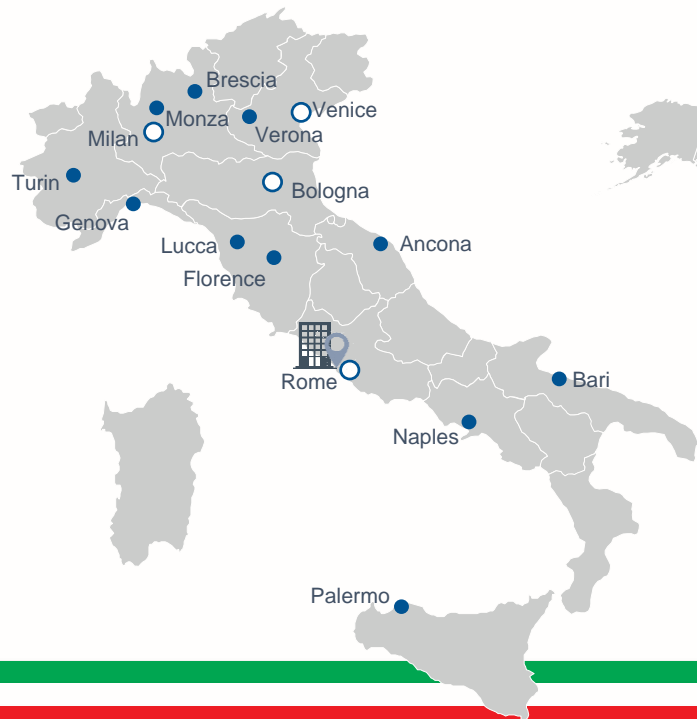 Brescia
Monza
Venice
Milan
Verona
Turin
Bologna
Genova
Lucca
Ancona
Florence
Rome
Bari
Naples
Palermo